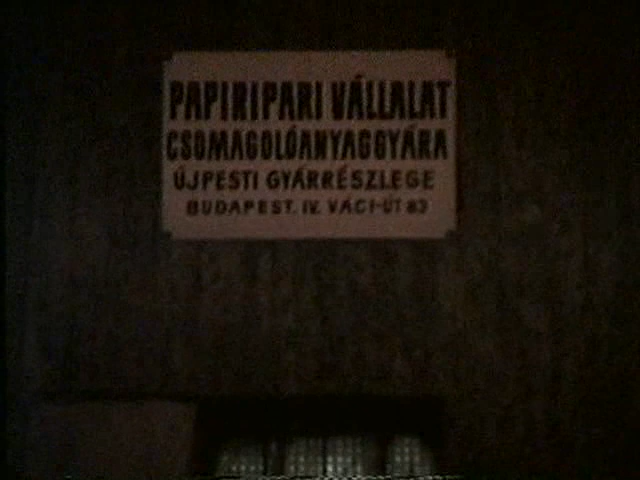 PAPIRIPARI VÁLLALAT
CSOMAGOLÓANYAGGYÁRA
ÚJPESTI GYÁRRÉSZLEGE
BUDAPEST. IV. VÁCI-ÚT 83